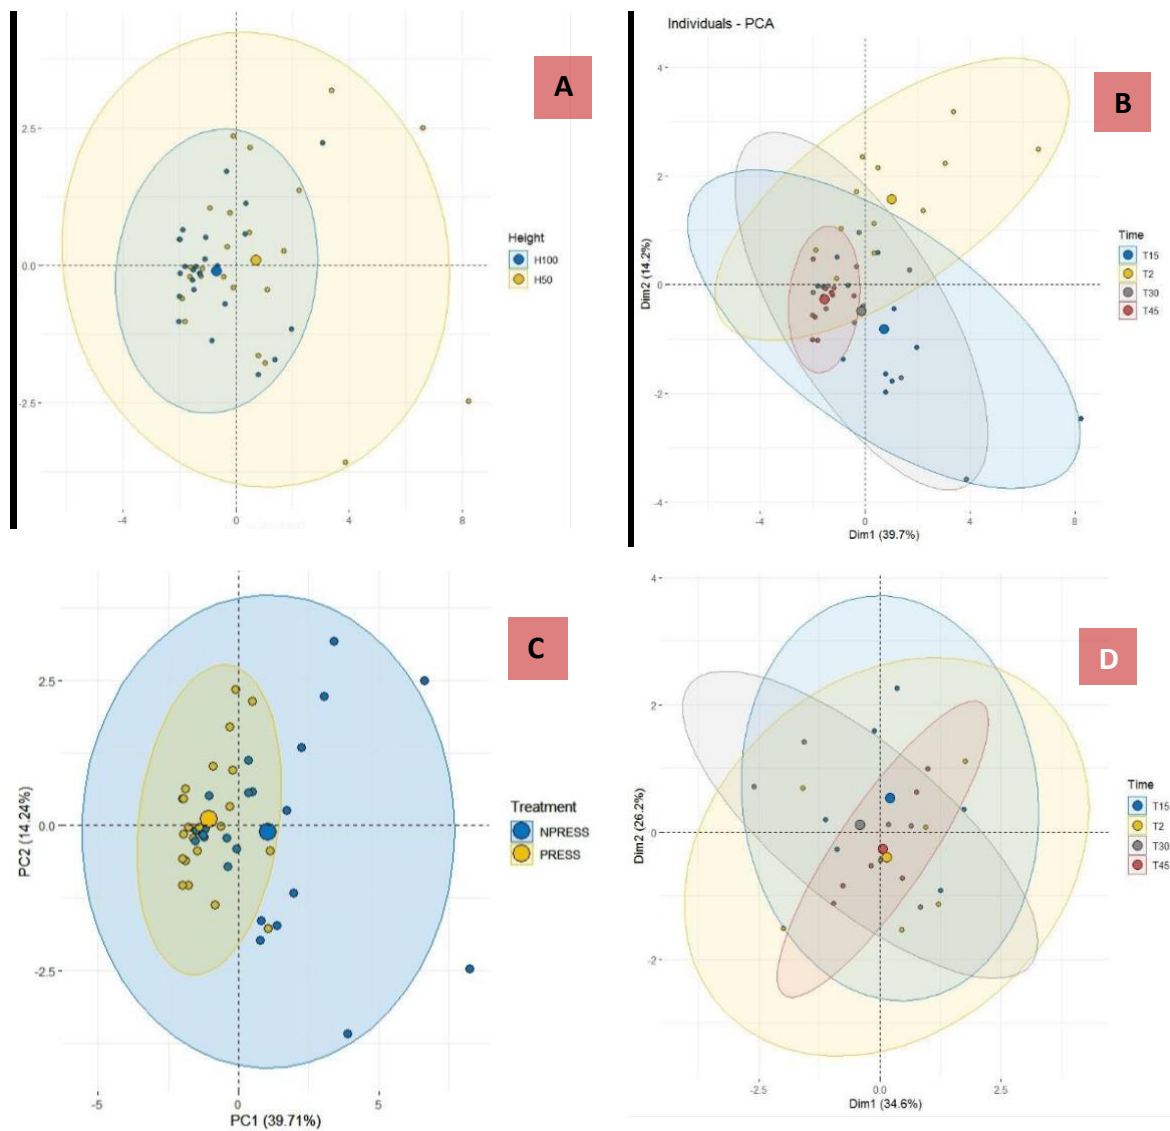 A
2.5
0.0
-2.5
-4
0
4
8
Height
H100
H50
Individuals - PCA
B
4
2
0
-2
-4
Dim2 (14.2%)
-4
0
4
8
Dim1 (39.7%)
Time
T15
T2
T30
T45
C
2.5
0.0
-2.5
PC2 (14.24%)
-5
0
5
PC1 (39.71%)
Treatment
NPRESS
PRESS
D
4
2
0
-2
Dim2 (26.2%)
-2.5
0.0
2.5
Dim1 (34.6%)
Time
T15
T2
T30
T45